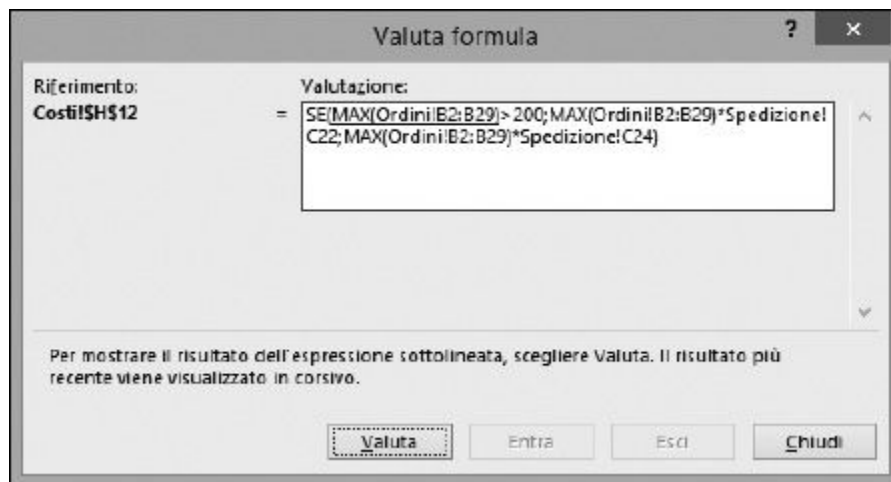 Valuta formula
? ×
Riferimento:
Valutazione:
Costi!$H$12
= SE(MAX(Ordini!B2:B29)>200;MAX(Ordini!B2:B29)*Spedizione!
C22;MAX(Ordini!B2:B29)*Spedizione!C24)
Per mostrare il risultato dell'espressione sottolineata, scegliere Valuta. Il risultato più
recente viene visualizzato in corsivo.
Valuta Entra Esci Chiudi